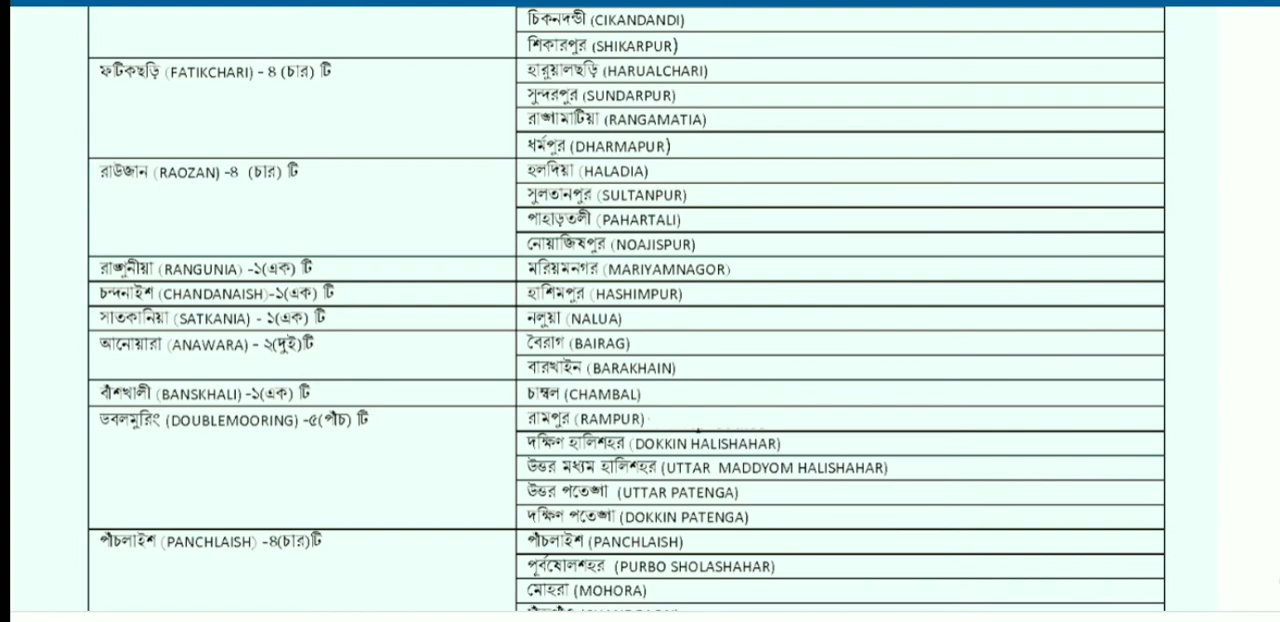 চিকনদন্ডী (CIKANDANDI)
শিকারপুর (SHIKARPUR)
ফটিকছড়ি (FATIKCHARI) - ৪ (চার) টি
হারুয়ালছড়ি (HARUALCHARI)
সুন্দরপুর (SUNDARPUR)
রাঙ্গামাটিয়া (RANGAMATIA)
ধর্মপুর (DHARMAPUR)
রাউজান (RAOZAN) -৪ (চার) টি
হলদিয়া (HALADIA)
সুলতানপুর (SULTANPUR)
পাহাড়তলী (PAHARTALI)
নোয়াজিষপুর (NOAJISPUR)
রাঙ্গুনীয়া (RANGUNIA) -১(এক) টি
মরিয়মনগর (MARIYAMNAGOR)
চন্দনাইশ (CHANDANAISH)-১(এক) টি
হাশিমপুর (HASHIMPUR)
সাতকানিয়া (SATKANIA) - ১(এক) টি
নলুয়া (NALUA)
আনোয়ারা (ANAWARA) - ২(দুই)টি
বৈরাগ (BAIRAG)
বারখাইন (BARAKHAIN)
বাঁশখালী (BANSKHALI) -১(এক) টি
চাম্বল (CHAMBAL)
ডবলমুরিং (DOUBLEMOORING) -৫(পাঁচ) টি
রামপুর (RAMPUR)
দক্ষিণ হালিশহর (DOKKIN HALISHAHAR)
উত্তর মধ্যম হালিশহর (UTTAR MADDYOM HALISHAHAR)
উত্তর পতেঙ্গা (UTTAR PATENGA)
দক্ষিণ পতেঙ্গা (DOKKIN PATENGA)
পাঁচলাইশ (PANCHLAISH) -৪(চার)টি
পাঁচলাইশ (PANCHLAISH)
পূর্বষোলশহর (PURBO SHOLASHAHAR)
মোহরা (MOHORA)